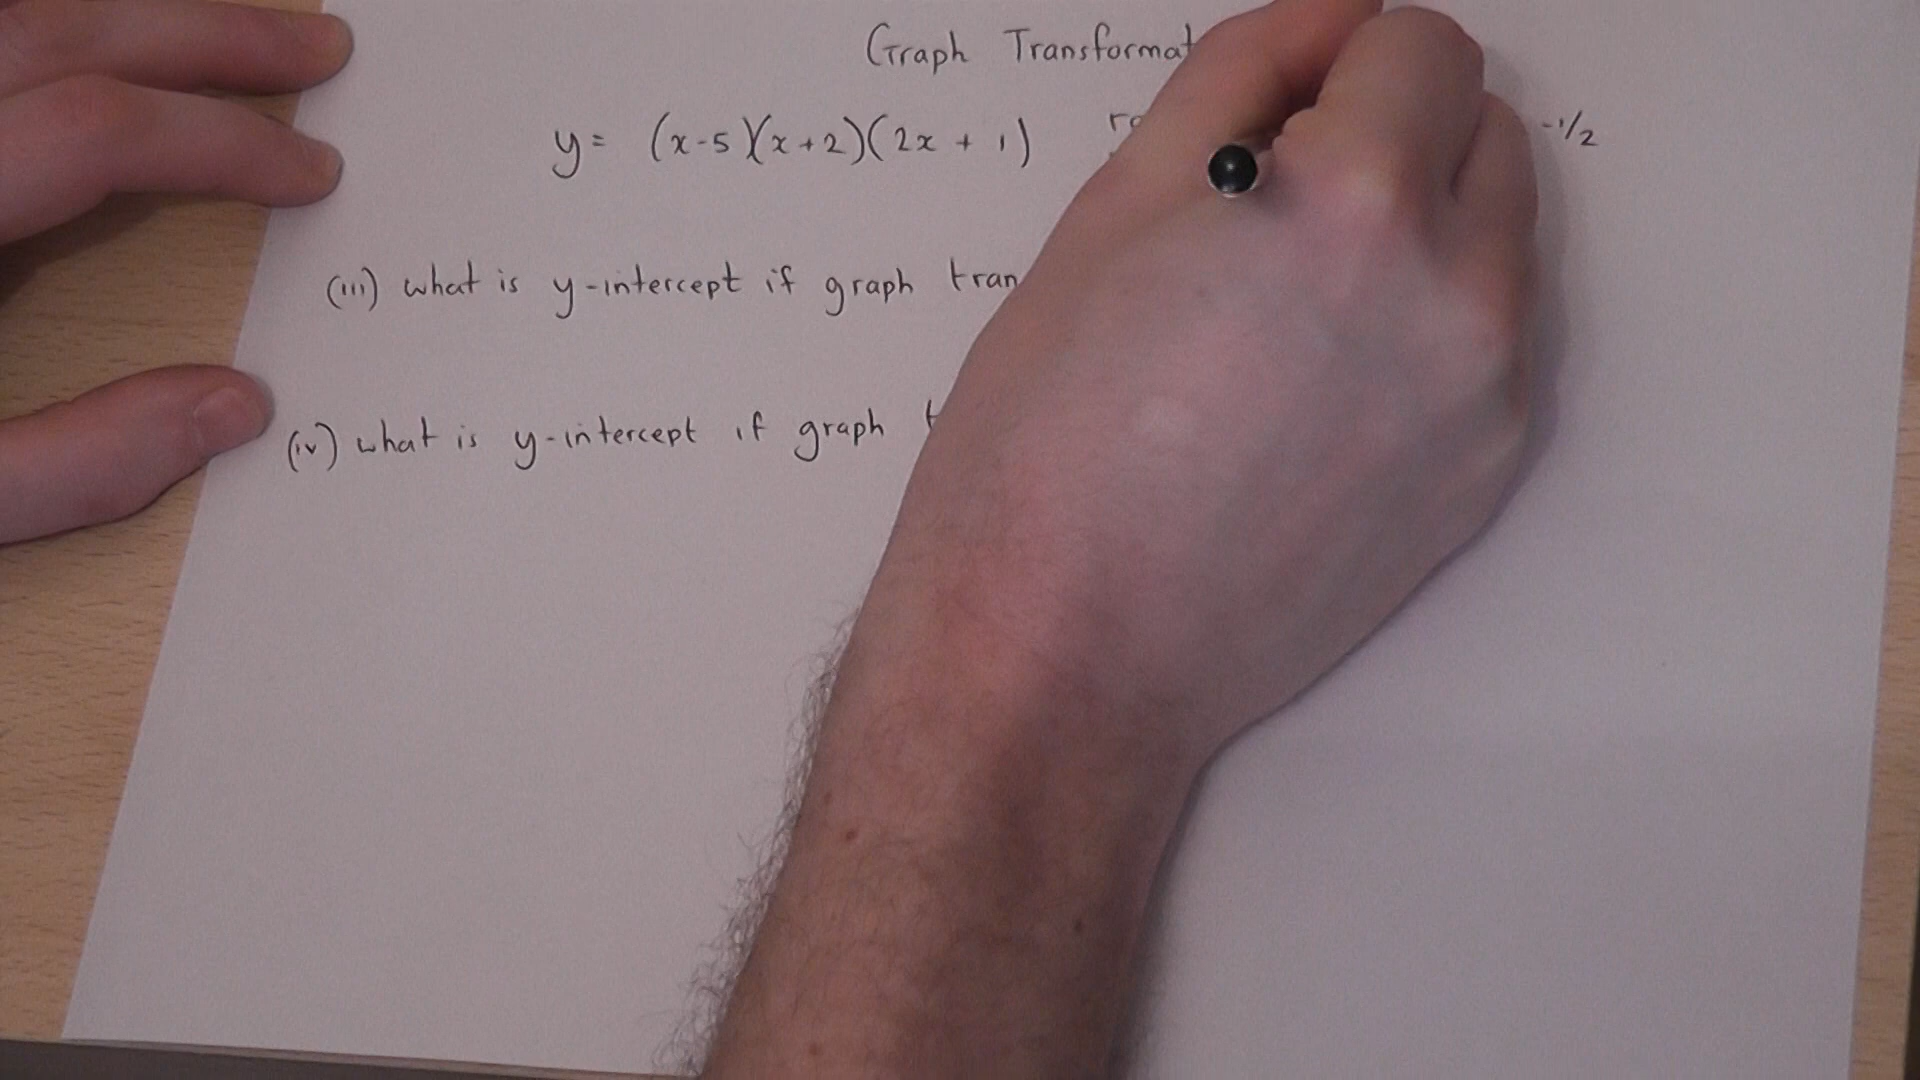 Graph Transformat
y = (x-5)(x+2)(2x + 1) -1/2
(iii) what is y-intercept if graph tran
(iv) what is y-intercept if graph